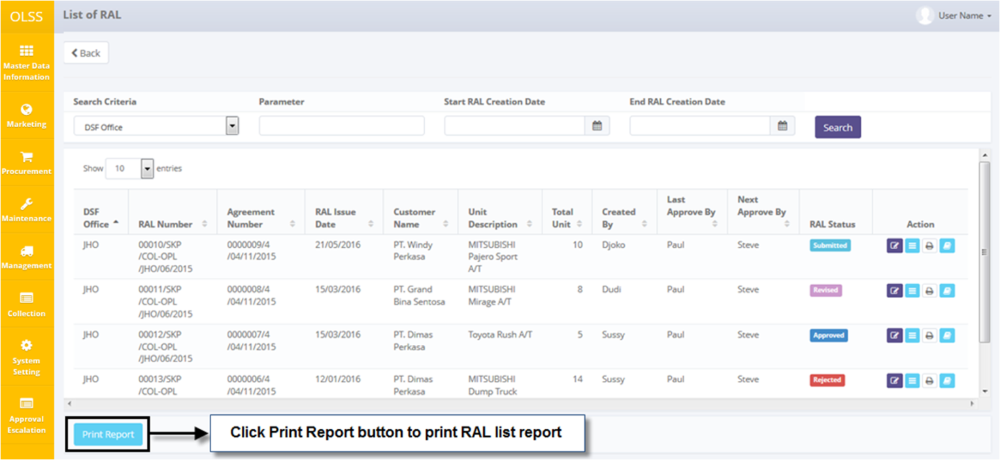 OLSS
List of RAL
User Name
Back
Master Data
Information
Marketing
Procurement
Maintenance
Management
Collection
System
Setting
Approval
Escalation
Search Criteria
Parameter
Start RAL Creation Date
End RAL Creation Date
DSF Office
Search
Show 10 entries
DSF
Office
RAL Number
Agreement
Number
RAL Issue
Date
Customer
Name
Unit
Description
Total
Unit
Created
By
Last
Approve By
Next
Approve By
RAL Status
Action
JHO
00010/SKP
/COL-OPL
/JHO/06/2015
0000009/4
/04/11/2015
21/05/2016
PT. Windy
Perkasa
MITSUBISHI
Pajero Sport
A/T
10
Djoko
Paul
Steve
Submitted
JHO
00011/SKP
/COL-OPL
/JHO/06/2015
0000008/4
/04/11/2015
15/03/2016
PT. Grand
Bina Sentosa
MITSUBISHI
Mirage A/T
8
Dudi
Paul
Steve
Revised
JHO
00012/SKP
/COL-OPL
/JHO/06/2015
0000007/4
/04/11/2015
15/03/2016
PT. Dimas
Perkasa
Toyota Rush A/T
5
Sussy
Paul
Steve
Approved
JHO
00013/SKP
/COL-OPL
0000006/4
/04/11/2015
12/01/2016
PT. Dimas
Perkasa
MITSUBISHI
Dump Truck
14
Sussy
Paul
Steve
Rejected
Print Report
Click Print Report button to print RAL list report